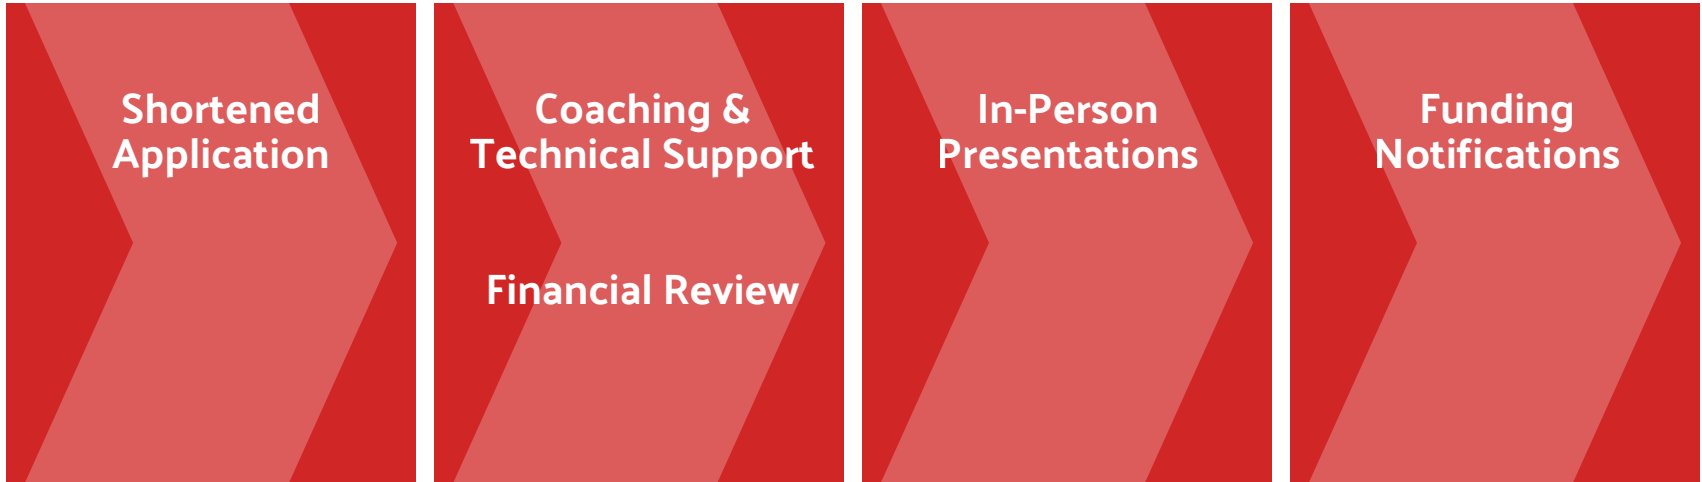 Shortened
Application
Coaching &
Technical Support
Financial Review
In-Person
Presentations
Funding
Notifications